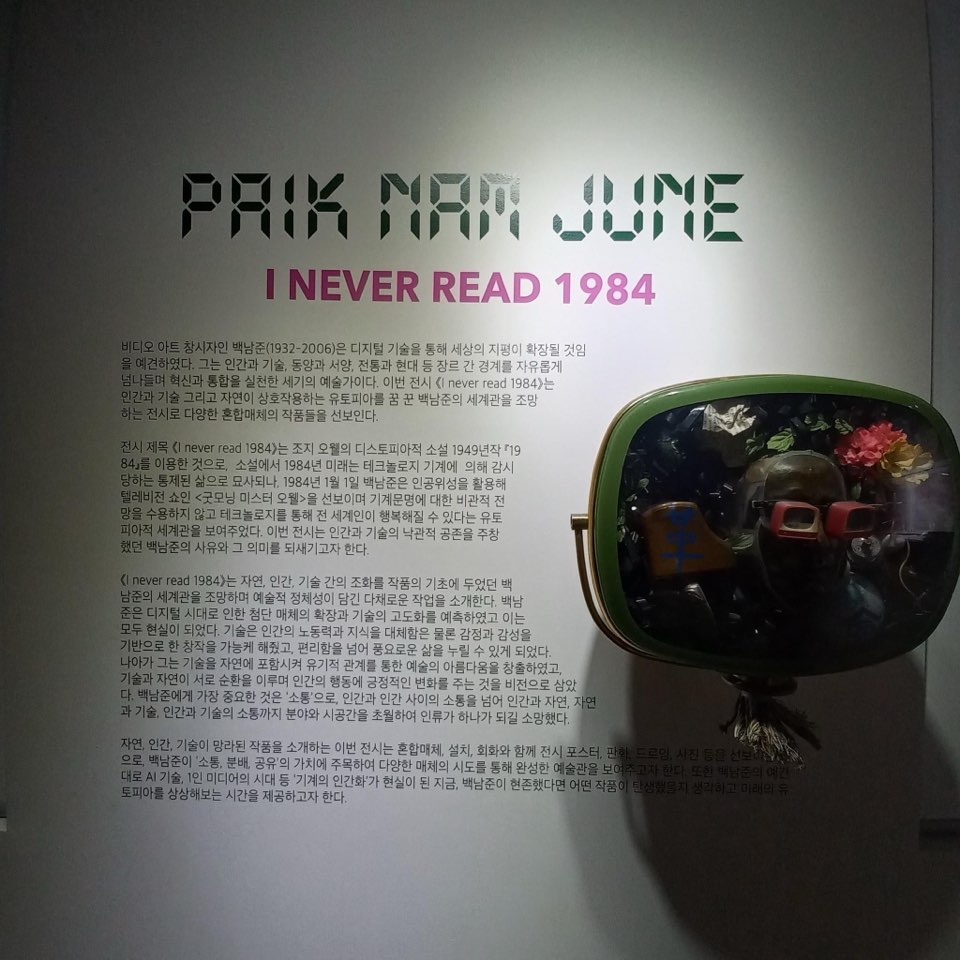 PAIK NAM JUNE
I NEVER READ 1984
비디오 아트 창시자인 백남준(1932-2006)은 디지털 기술을 통해 세상의 지평이 확장될 것임
을 예견하였다. 그는 인간과 기술, 동양과 서양, 전통과 현대 등 장르 간 경계를 자유롭게
넘나들며 혁신과 통합을 실천한 세기의 예술가이다. 이번 전시 《I never read 1984》는
인간과 기술 그리고 자연이 상호작용하는 유토피아를 꿈 꾼 백남준의 세계관을 조망
하는 전시로 다양한 혼합매체의 작품들을 선보인다.
전시 제목 《I never read 1984》는 조지 오웰의 디스토피아적 소설 1949년작 『19
84』를 이용한 것으로, 소설에서 1984년 미래는 테크놀로지 기계에 의해 감시
당하는 통제된 삶으로 묘사되나, 1984년 1월 1일 백남준은 인공위성을 활용해
텔레비전 쇼인 <굿모닝 미스터 오웰>을 선보이며 기계문명에 대한 비관적 전
망을 수용하지 않고 테크놀로지를 통해 전 세계인이 행복해질 수 있다는 유토
피아적 세계관을 보여주었다. 이번 전시는 인간과 기술의 낙관적 공존을 주창
했던 백남준의 사유와 그 의미를 되새기고자 한다.
《I never read 1984》는 자연, 인간, 기술 간의 조화를 작품의 기초에 두었던 백
남준의 세계관을 조망하며 예술적 정체성이 담긴 다채로운 작업을 소개한다. 백남
준은 디지털 시대로 인한 첨단 매체의 확장과 기술의 고도화를 예측하였고 이는
모두 현실이 되었다. 기술은 인간의 노동력과 지식을 대체함은 물론 감정과 감성을
기반으로 한 창작을 가능케 해줬고, 편리함을 넘어 풍요로운 삶을 누릴 수 있게 되었다.
나아가 그는 기술을 자연에 포함시켜 유기적 관계를 통한 예술의 아름다움을 창출하였고,
기술과 자연이 서로 순환을 이루며 인간의 행동에 긍정적인 변화를 주는 것을 비전으로 삼았
다. 백남준에게 가장 중요한 것은 '소통'으로, 인간과 인간 사이의 소통을 넘어 인간과 자연, 자연
과 기술, 인간과 기술의 소통까지 분야와 시공간을 초월하여 인류가 하나가 되길 소망했다.
자연, 인간, 기술이 망라된 작품을 소개하는 이번 전시는 혼합매체, 설치, 회화와 함께 전시 포스터, 판화, 드로잉, 사진 등을 선보임
으로, 백남준이 '소통, 분배, 공유'의 가치에 주목하여 다양한 매체의 시도를 통해 완성한 예술관을 보여주고자 한다. 또한 백남준의 예견
대로 AI 기술, 1인 미디어의 시대 등 '기계의 인간화'가 현실이 된 지금, 백남준이 현존했다면 어떤 작품이 탄생했을지 생각하고 미래의 유
토피아를 상상해보는 시간을 제공하고자 한다.